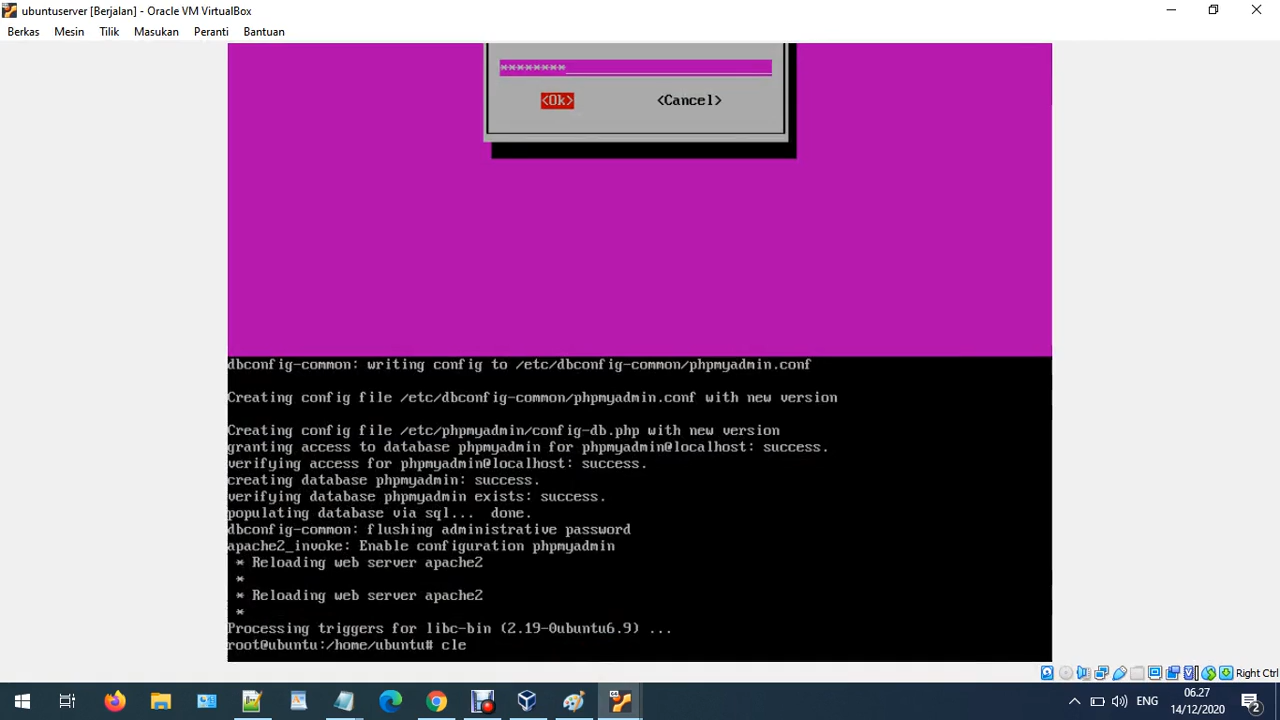 ubuntuserver [Berjalan] - Oracle VM VirtualBox
Berkas Mesin Tilik Masukan Peranti Bantuan
********
<Ok> <Cancel>
dbconfig-common: writing config to /etc/dbconfig-common/phpmyadmin.conf
Creating config file /etc/dbconfig-common/phpmyadmin.conf with new version
Creating config file /etc/phpmyadmin/config-db.php with new version
granting access to database phpmyadmin for phpmyadmin@localhost: success.
verifying access for phpmyadmin@localhost: success.
creating database phpmyadmin: success.
verifying database phpmyadmin exists: success.
populating database via sql... done.
dbconfig-common: flushing administrative password
apache2_invoke: Enable configuration phpmyadmin
* Reloading web server apache2
*
* Reloading web server apache2
*
Processing triggers for libc-bin (2.19-0ubuntu6.9) ...
root@ubuntu:/home/ubuntu# cle
Right Ctrl
ENG
06.27
14/12/2020
2